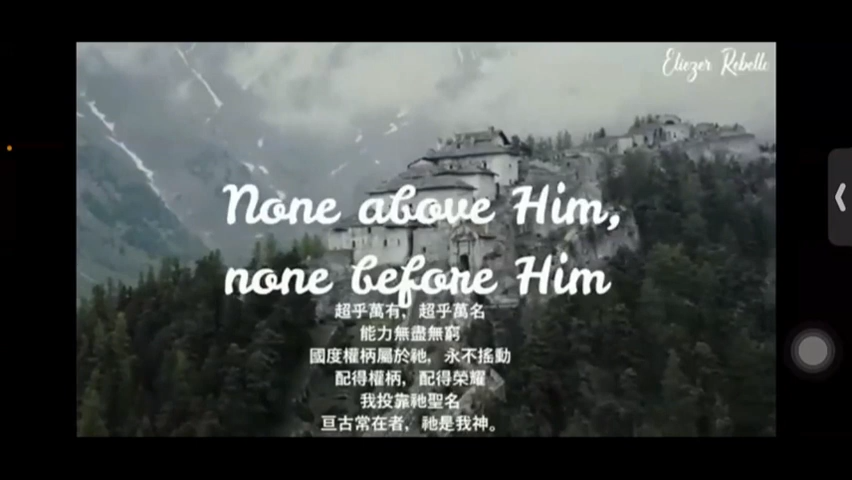 Eliezer Rebello
None above Him,
none before Him
超乎萬有，超乎萬名
能力無盡無窮
國度權柄屬於祂，永不搖動
配得權柄，配得榮耀
我投靠祂聖名
亘古常在者，祂是我神。